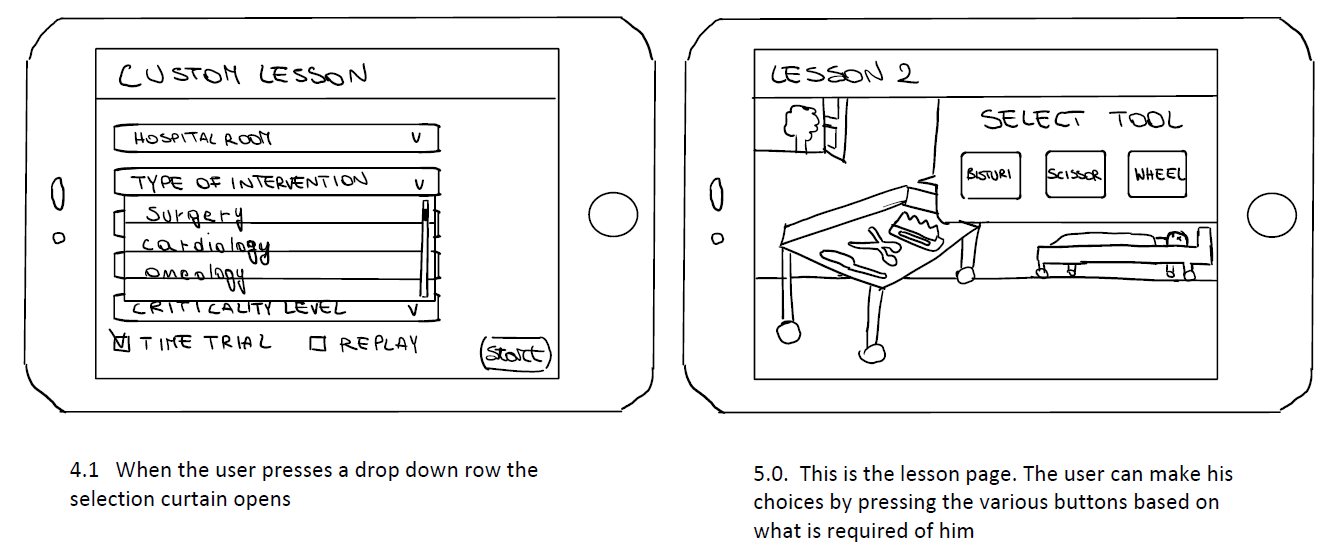 CUSTOM LESSON
HOSPITAL ROOM V
TYPE OF INTERVENTION V
Surgery
cardiology
oncology
CRITICALITY LEVEL V
TIME TRIAL REPLAY
Start
4.1 When the user presses a drop down row the
selection curtain opens
LESSON 2
SELECT TOOL
BISTURI SCISSOR WHEEL
5.0. This is the lesson page. The user can make his
choices by pressing the various buttons based on
what is required of him